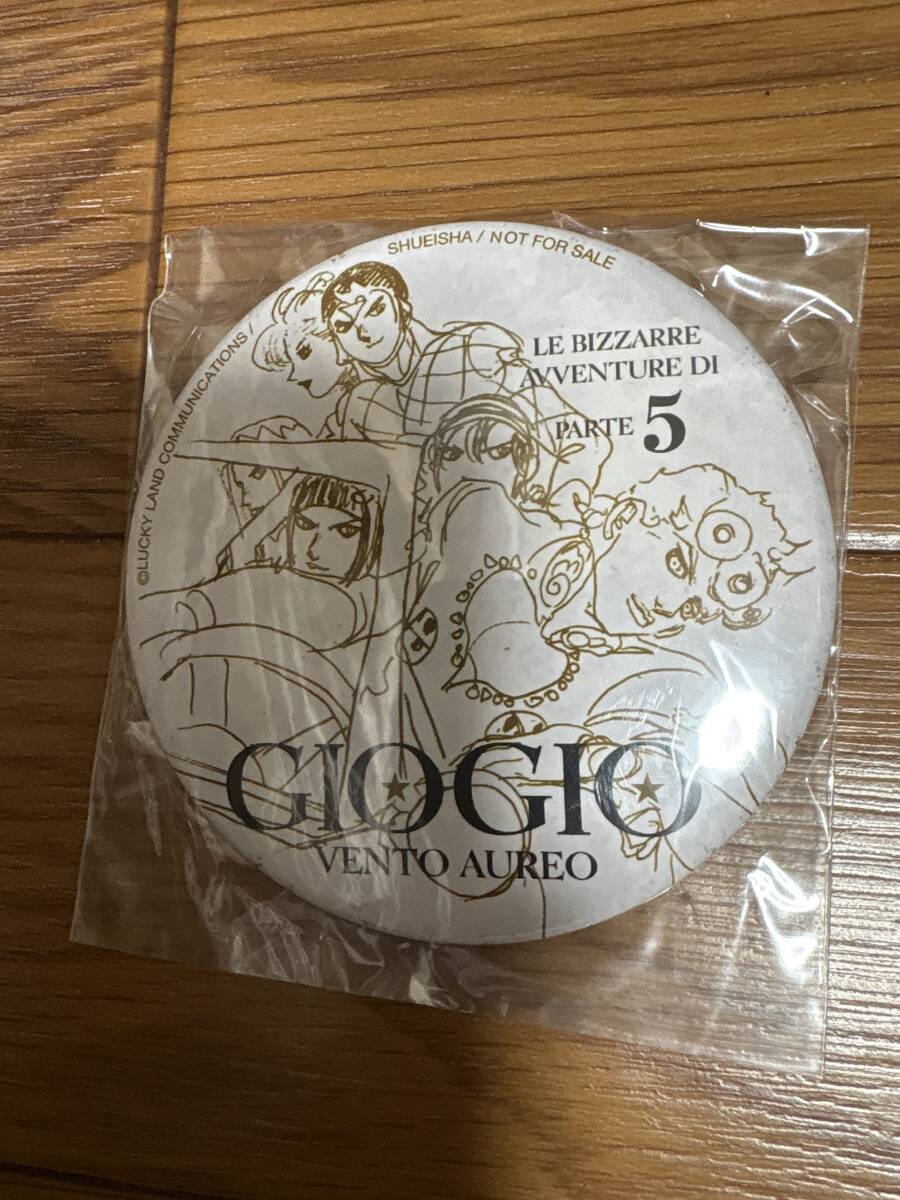 ©LUCKY LAND COMMUNICATIONS /
SHUEISHA / NOT FOR SALE
LE BIZZARRE
AVVENTURE DI
PARTE 5
GIOGIO
VENTO AUREO